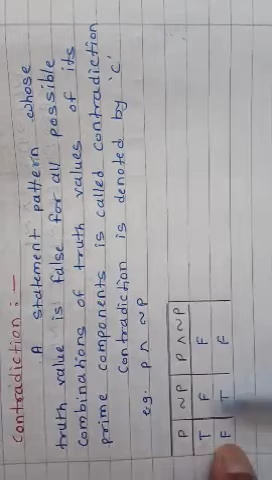 Contradiction :-
A statement pattern whose
truth value is false for all possible
combinations of truth values of its
prime components is called contradiction
contradiction is denoted by 'c'
eg. P ∧ ~P
P ~P P ∧ ~P
T F F
F T F